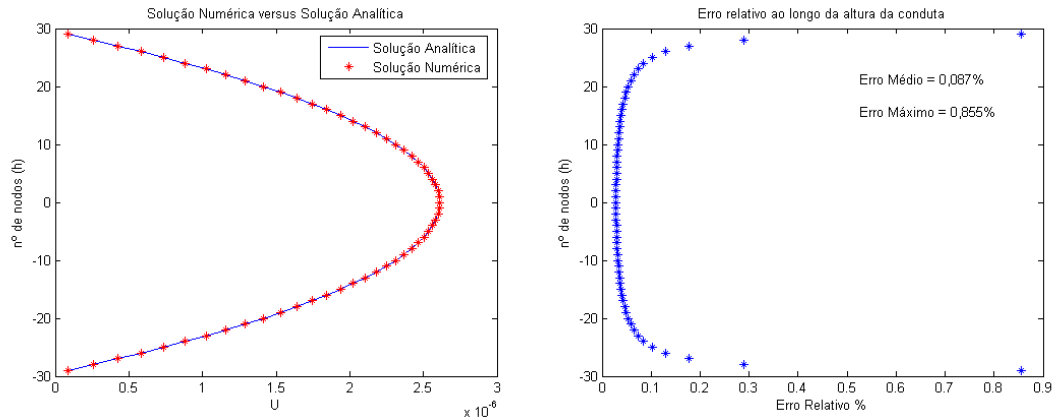 Solução Numérica versus Solução Analítica
30
20
10
0
-10
-20
-30
nº de nodos (h)
0
0.5
1
1.5
2
2.5
3
U
x 10^-6
Solução Analítica
Solução Numérica
Erro relativo ao longo da altura da conduta
30
20
10
0
-10
-20
-30
nº de nodos (h)
0
0.1
0.2
0.3
0.4
0.5
0.6
0.7
0.8
0.9
Erro Relativo %
Erro Médio = 0,087%
Erro Máximo = 0,855%